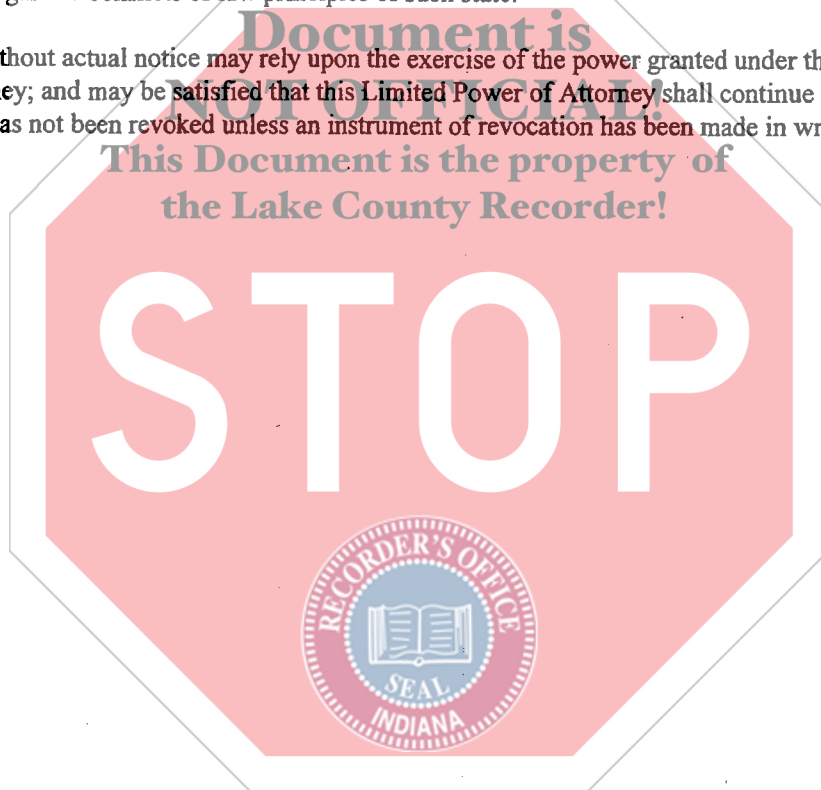 Document is
thout actual notice may rely upon the exercise of the power granted under th
NOT OFFICIAL!
ey; and may be satisfied that this Limited Power of Attorney shall continue
as not been revoked unless an instrument of revocation has been made in wr
This Document is the property of
the Lake County Recorder!
STOP
RECORDER'S OFFICE
SEAL
INDIANA